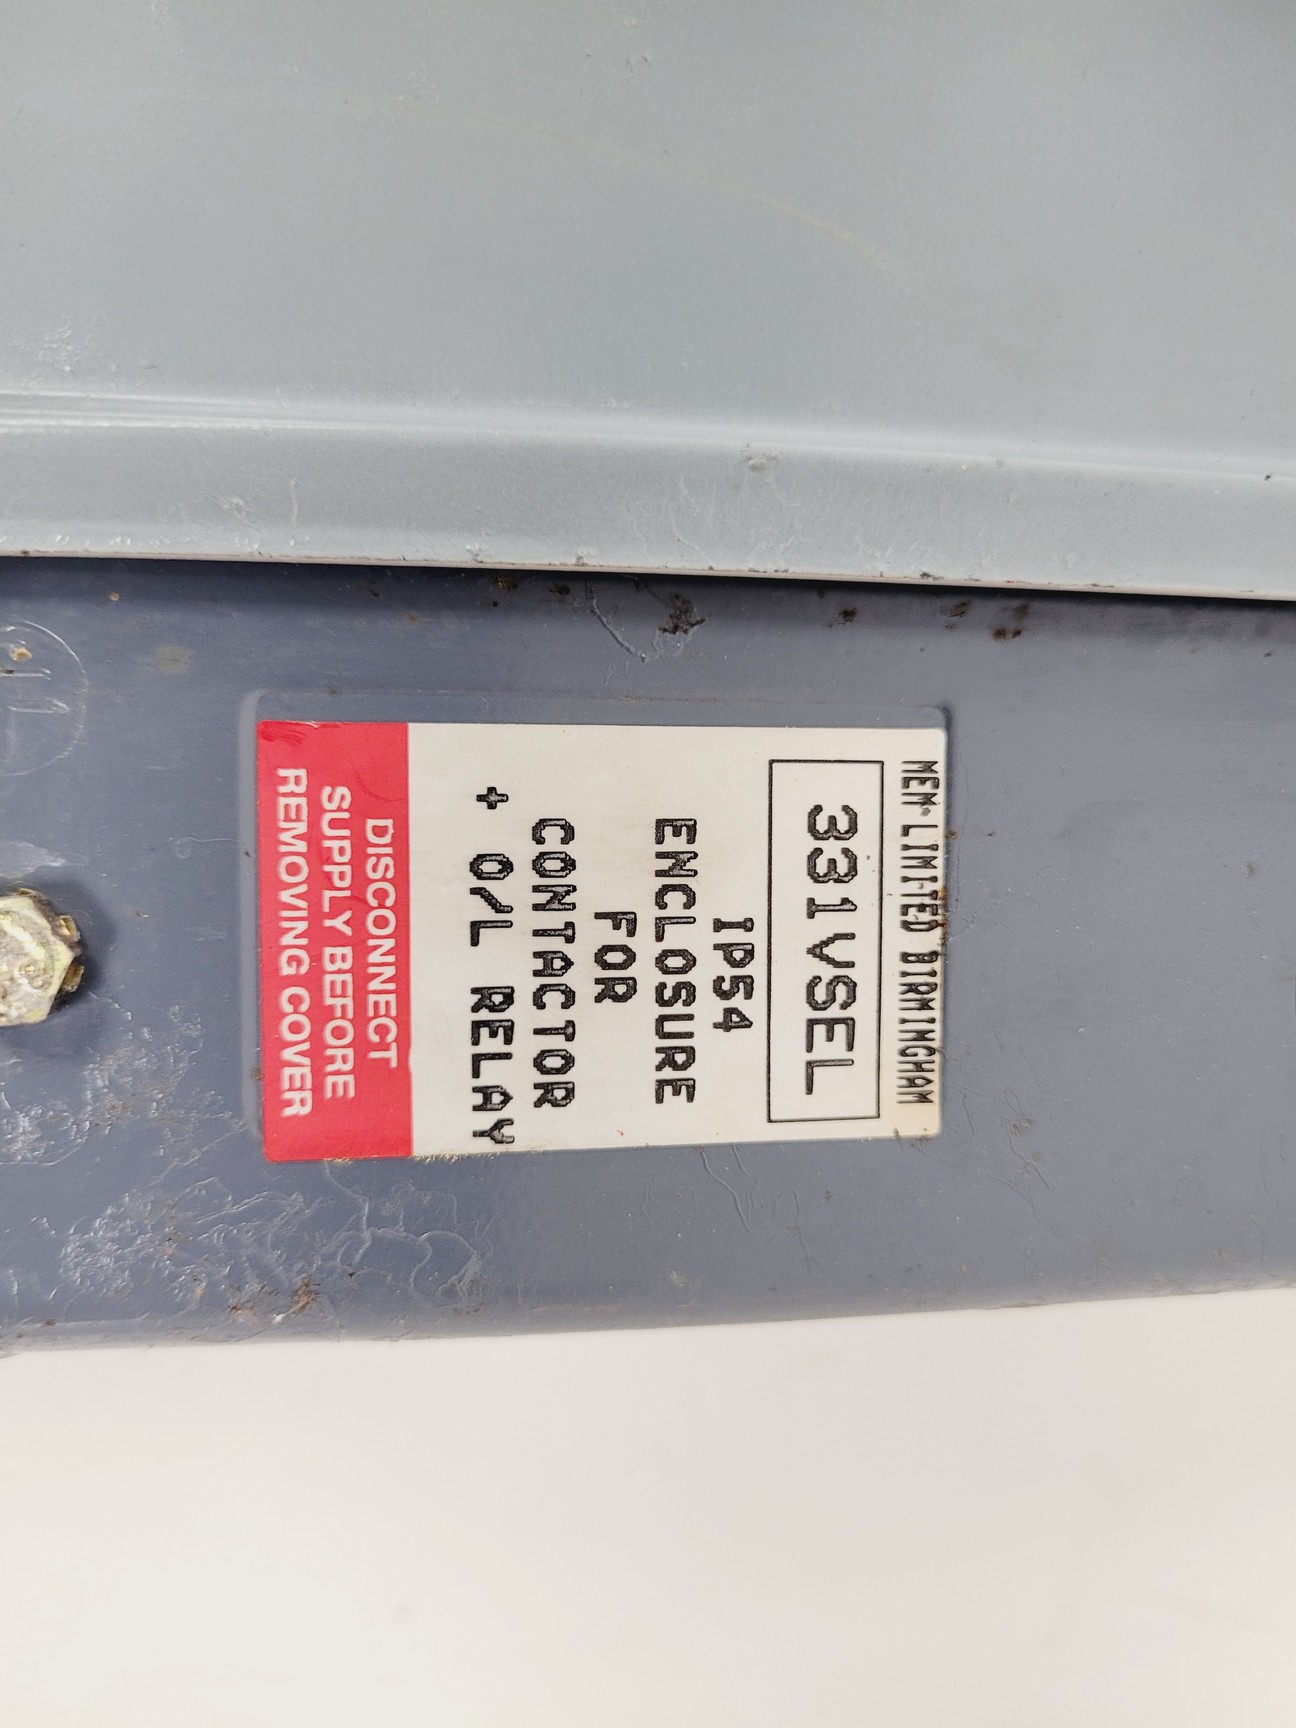 MEM LIMITED BIRMINGHAM
331VSEL
IP54
ENCLOSURE
FOR
CONTACTOR
+ O/L RELAY
DISCONNECT
SUPPLY BEFORE
REMOVING COVER